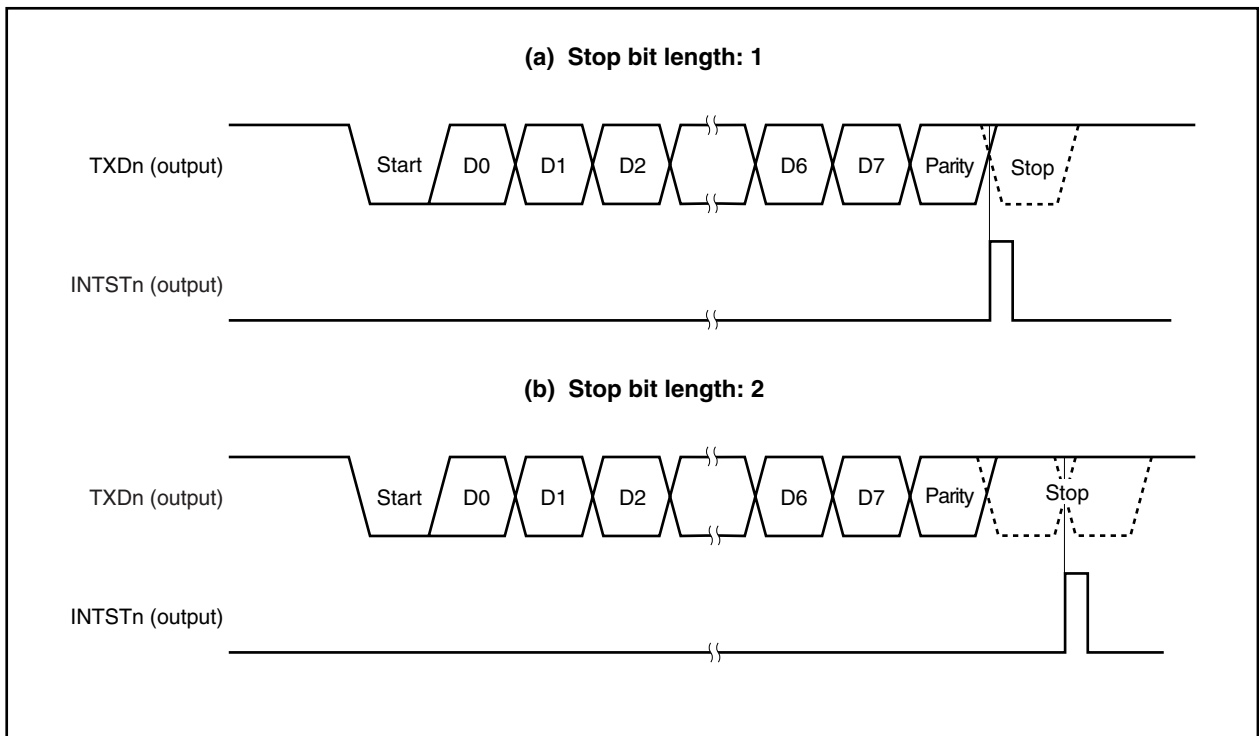 (a) Stop bit length: 1
TXDn (output)
Start D0 D1 D2 D6 D7 Parity Stop
INTSTn (output)
(b) Stop bit length: 2
TXDn (output)
Start D0 D1 D2 D6 D7 Parity Stop
INTSTn (output)